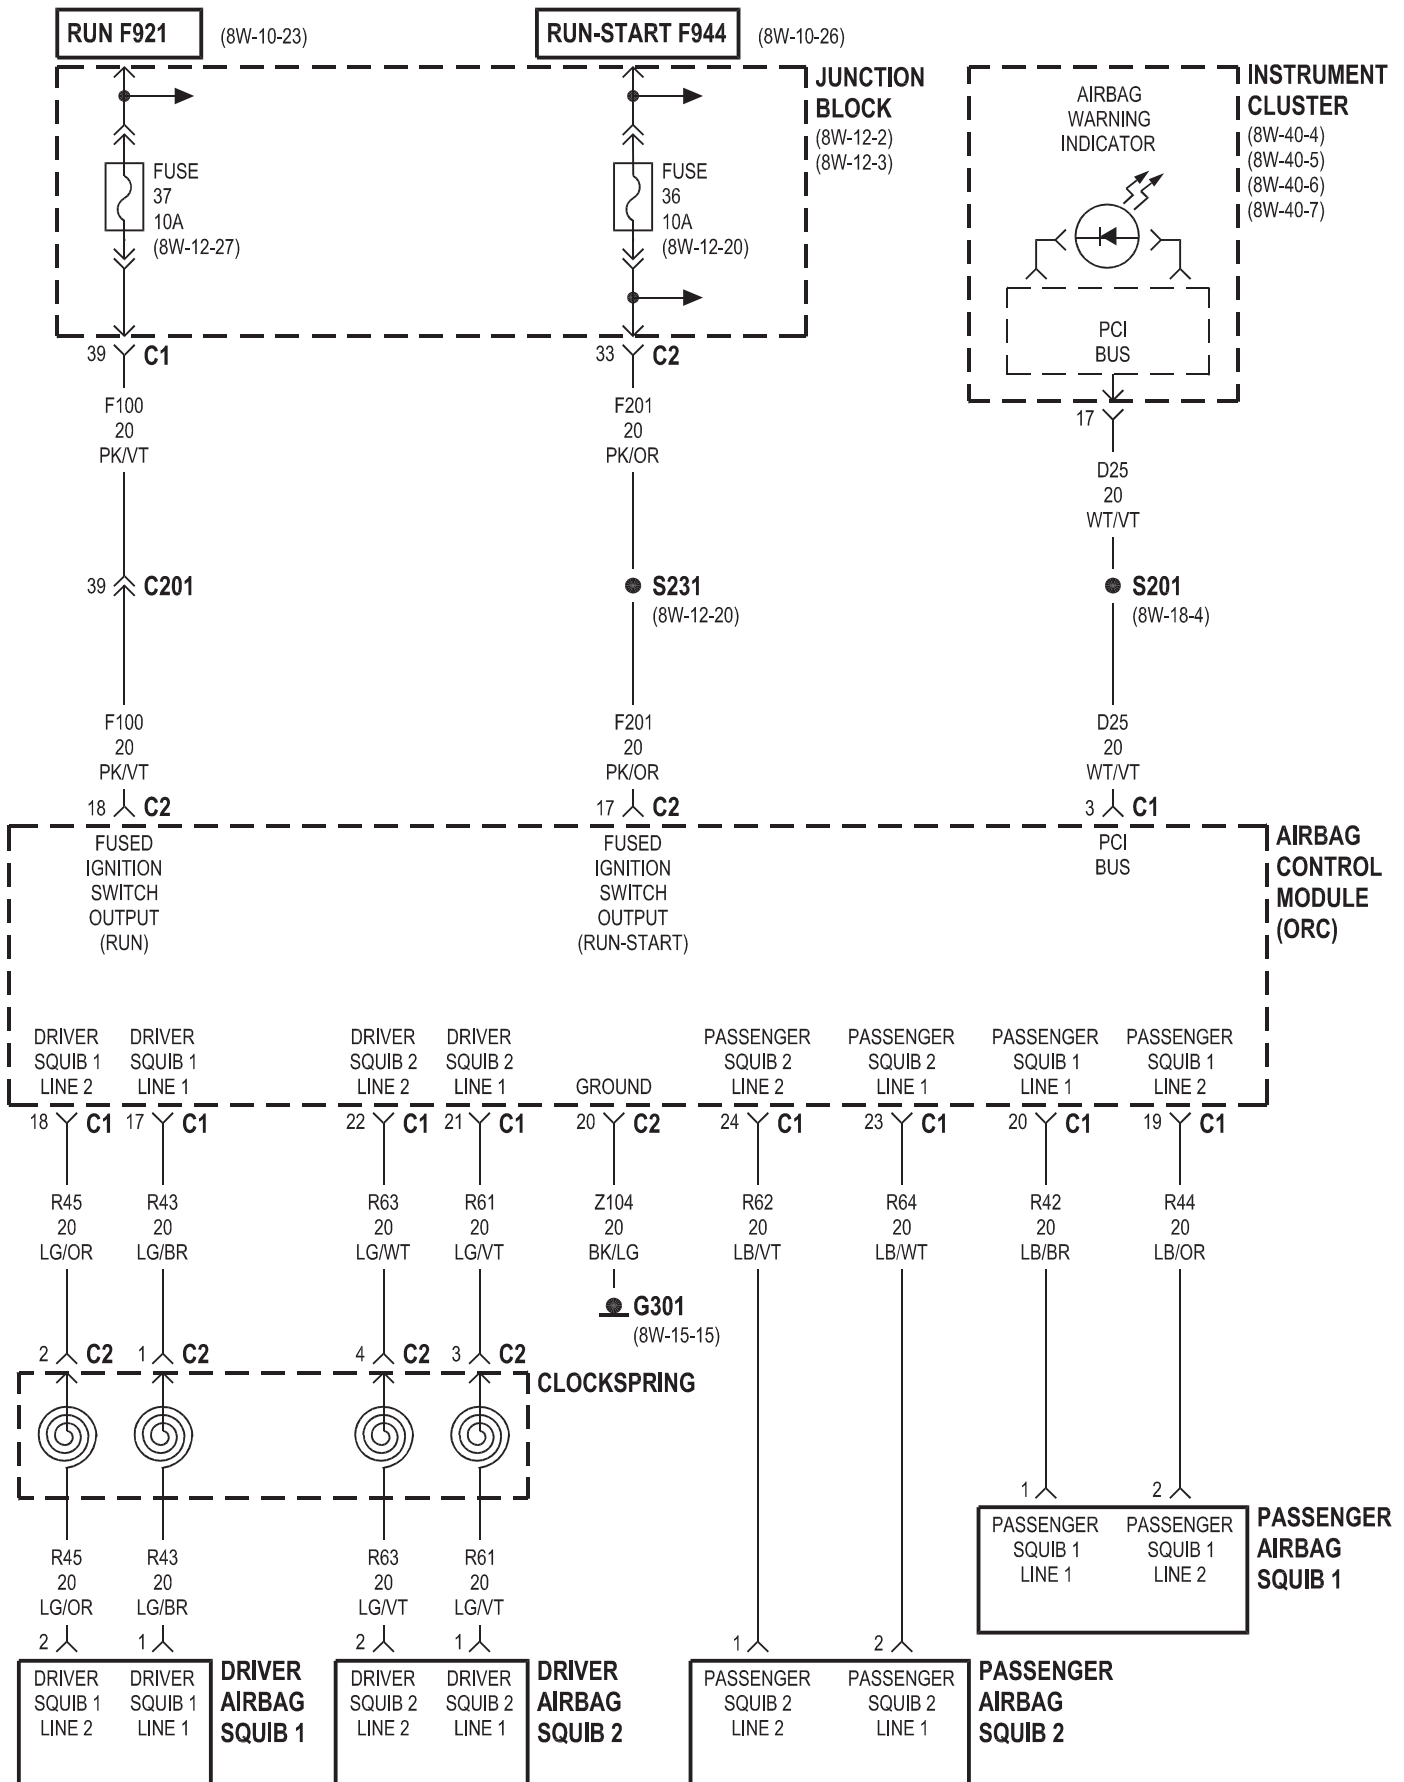 RUN F921
(8W-10-23)
RUN-START F944
(8W-10-26)
JUNCTION
BLOCK
(8W-12-2)
(8W-12-3)
INSTRUMENT
CLUSTER
(8W-40-4)
(8W-40-5)
(8W-40-6)
(8W-40-7)
AIRBAG
WARNING
INDICATOR
FUSE
37
10A
(8W-12-27)
FUSE
36
10A
(8W-12-20)
PCI
BUS
39 C1
33 C2
17
F100
20
PK/VT
F201
20
PK/OR
D25
20
WT/VT
39 C201
S231
(8W-12-20)
S201
(8W-18-4)
F100
20
PK/VT
F201
20
PK/OR
D25
20
WT/VT
18 C2
17 C2
3 C1
FUSED
IGNITION
SWITCH
OUTPUT
(RUN)
FUSED
IGNITION
SWITCH
OUTPUT
(RUN-START)
PCI
BUS
AIRBAG
CONTROL
MODULE
(ORC)
DRIVER
SQUIB 1
LINE 2
DRIVER
SQUIB 1
LINE 1
DRIVER
SQUIB 2
LINE 2
DRIVER
SQUIB 2
LINE 1
GROUND
PASSENGER
SQUIB 2
LINE 2
PASSENGER
SQUIB 2
LINE 1
PASSENGER
SQUIB 1
LINE 1
PASSENGER
SQUIB 1
LINE 2
18 C1
17 C1
22 C1
21 C1
20 C2
24 C1
23 C1
20 C1
19 C1
R45
20
LG/OR
R43
20
LG/BR
R63
20
LG/WT
R61
20
LG/VT
Z104
20
BK/LG
R62
20
LB/VT
R64
20
LB/WT
R42
20
LB/BR
R44
20
LB/OR
G301
(8W-15-15)
2 C2
1 C2
4 C2
3 C2
CLOCKSPRING
R45
20
LG/OR
R43
20
LG/BR
R63
20
LG/VT
R61
20
LG/VT
1
2
PASSENGER
SQUIB 1
LINE 1
PASSENGER
SQUIB 1
LINE 2
PASSENGER
AIRBAG
SQUIB 1
2
1
2
1
1
2
DRIVER
SQUIB 1
LINE 2
DRIVER
SQUIB 1
LINE 1
DRIVER
AIRBAG
SQUIB 1
DRIVER
SQUIB 2
LINE 2
DRIVER
SQUIB 2
LINE 1
DRIVER
AIRBAG
SQUIB 2
PASSENGER
SQUIB 2
LINE 2
PASSENGER
SQUIB 2
LINE 1
PASSENGER
AIRBAG
SQUIB 2